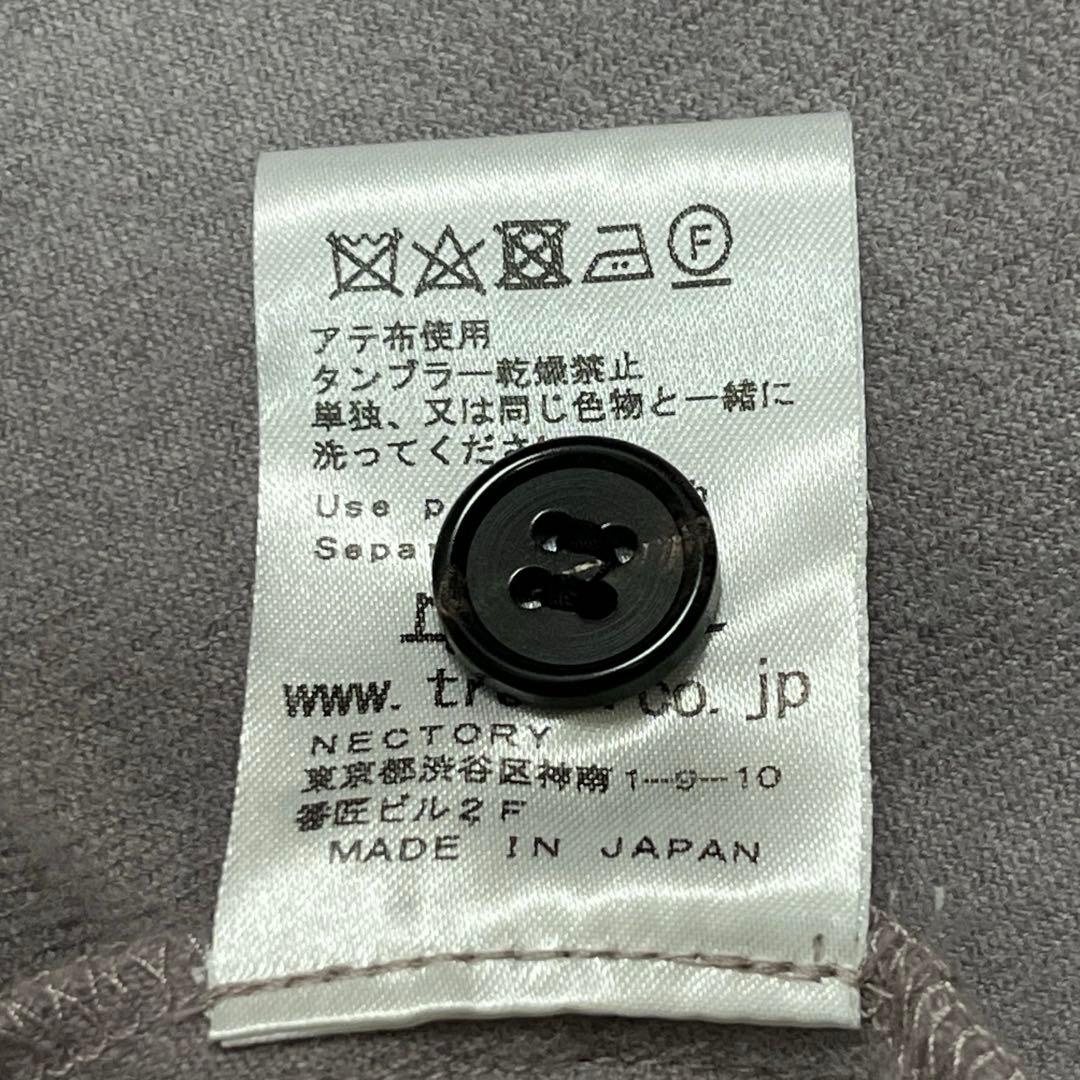 F
アテ布使用
タンブラー乾燥禁止
単独、又は同じ色物と一緒に
洗ってくださ
Use
www. co. jp
NECTORY
東京都渋谷区神南1-9-10
番匠ビル2F
MADE IN JAPAN